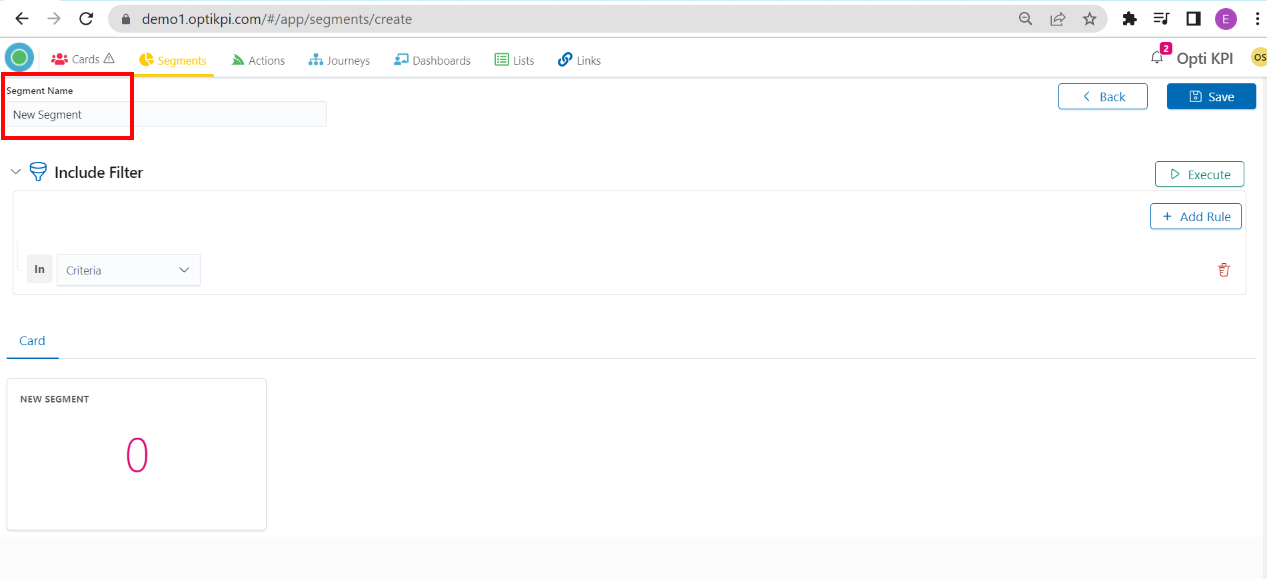 demo1.optikpi.com/#/app/segments/create
E
Cards
Segments
Actions
Journeys
Dashboards
Lists
Links
2
Opti KPI
OS
Segment Name
New Segment
Back
Save
Include Filter
Execute
+ Add Rule
In
Criteria
Card
NEW SEGMENT
0